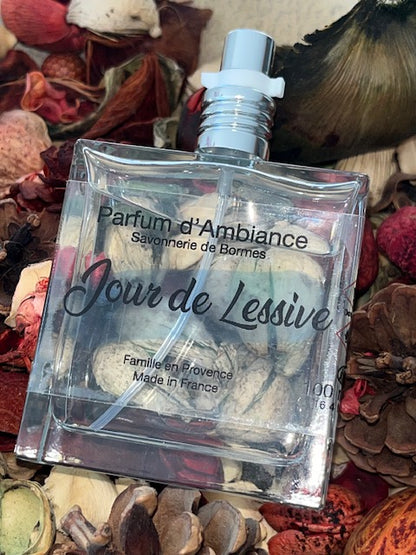 Parfum d'Ambiance
Savonnerie de Bormes
Jour de Lessive
Famille en Provence
Made in France
100